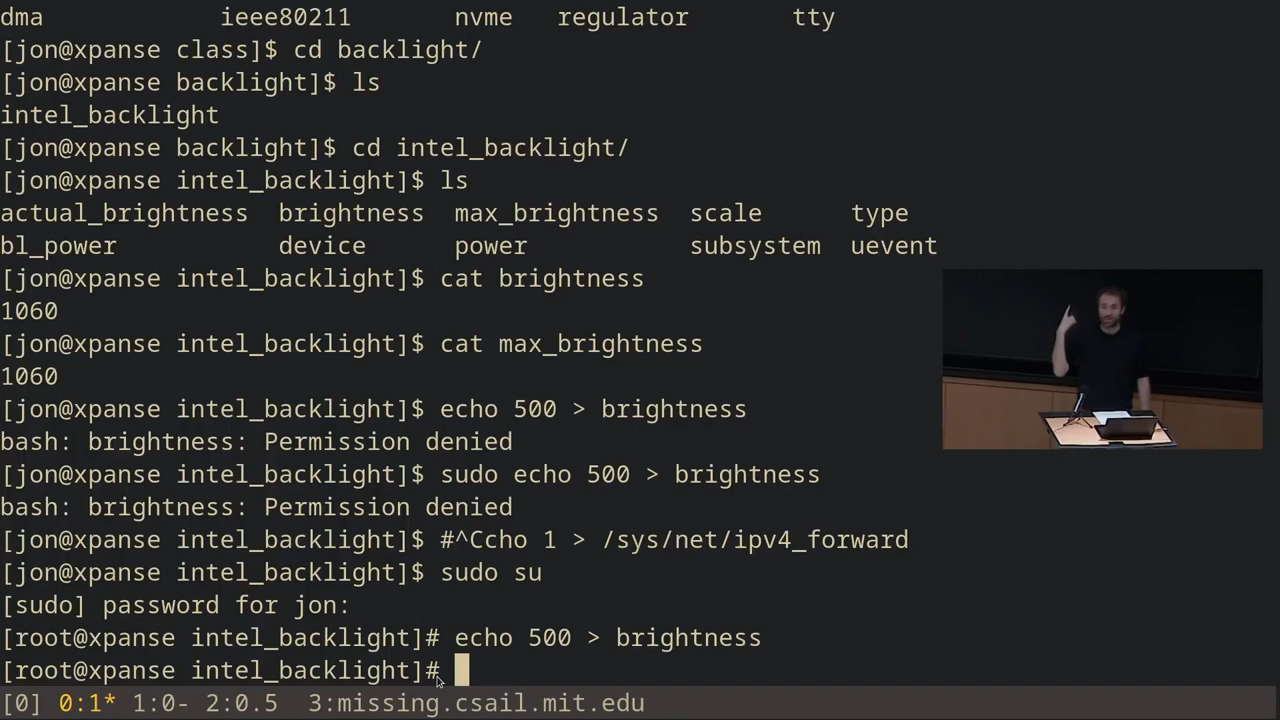 dma ieee80211 nvme regulator tty
[jon@xpanse class]$ cd backlight/
[jon@xpanse backlight]$ ls
intel_backlight
[jon@xpanse backlight]$ cd intel_backlight/
[jon@xpanse intel_backlight]$ ls
actual_brightness brightness max_brightness scale type
bl_power device power subsystem uevent
[jon@xpanse intel_backlight]$ cat brightness
1060
[jon@xpanse intel_backlight]$ cat max_brightness
1060
[jon@xpanse intel_backlight]$ echo 500 > brightness
bash: brightness: Permission denied
[jon@xpanse intel_backlight]$ sudo echo 500 > brightness
bash: brightness: Permission denied
[jon@xpanse intel_backlight]$ #^Ccho 1 > /sys/net/ipv4_forward
[jon@xpanse intel_backlight]$ sudo su
[sudo] password for jon:
[root@xpanse intel_backlight]# echo 500 > brightness
[root@xpanse intel_backlight]#
[0] 0:1* 1:0- 2:0.5 3:missing.csail.mit.edu